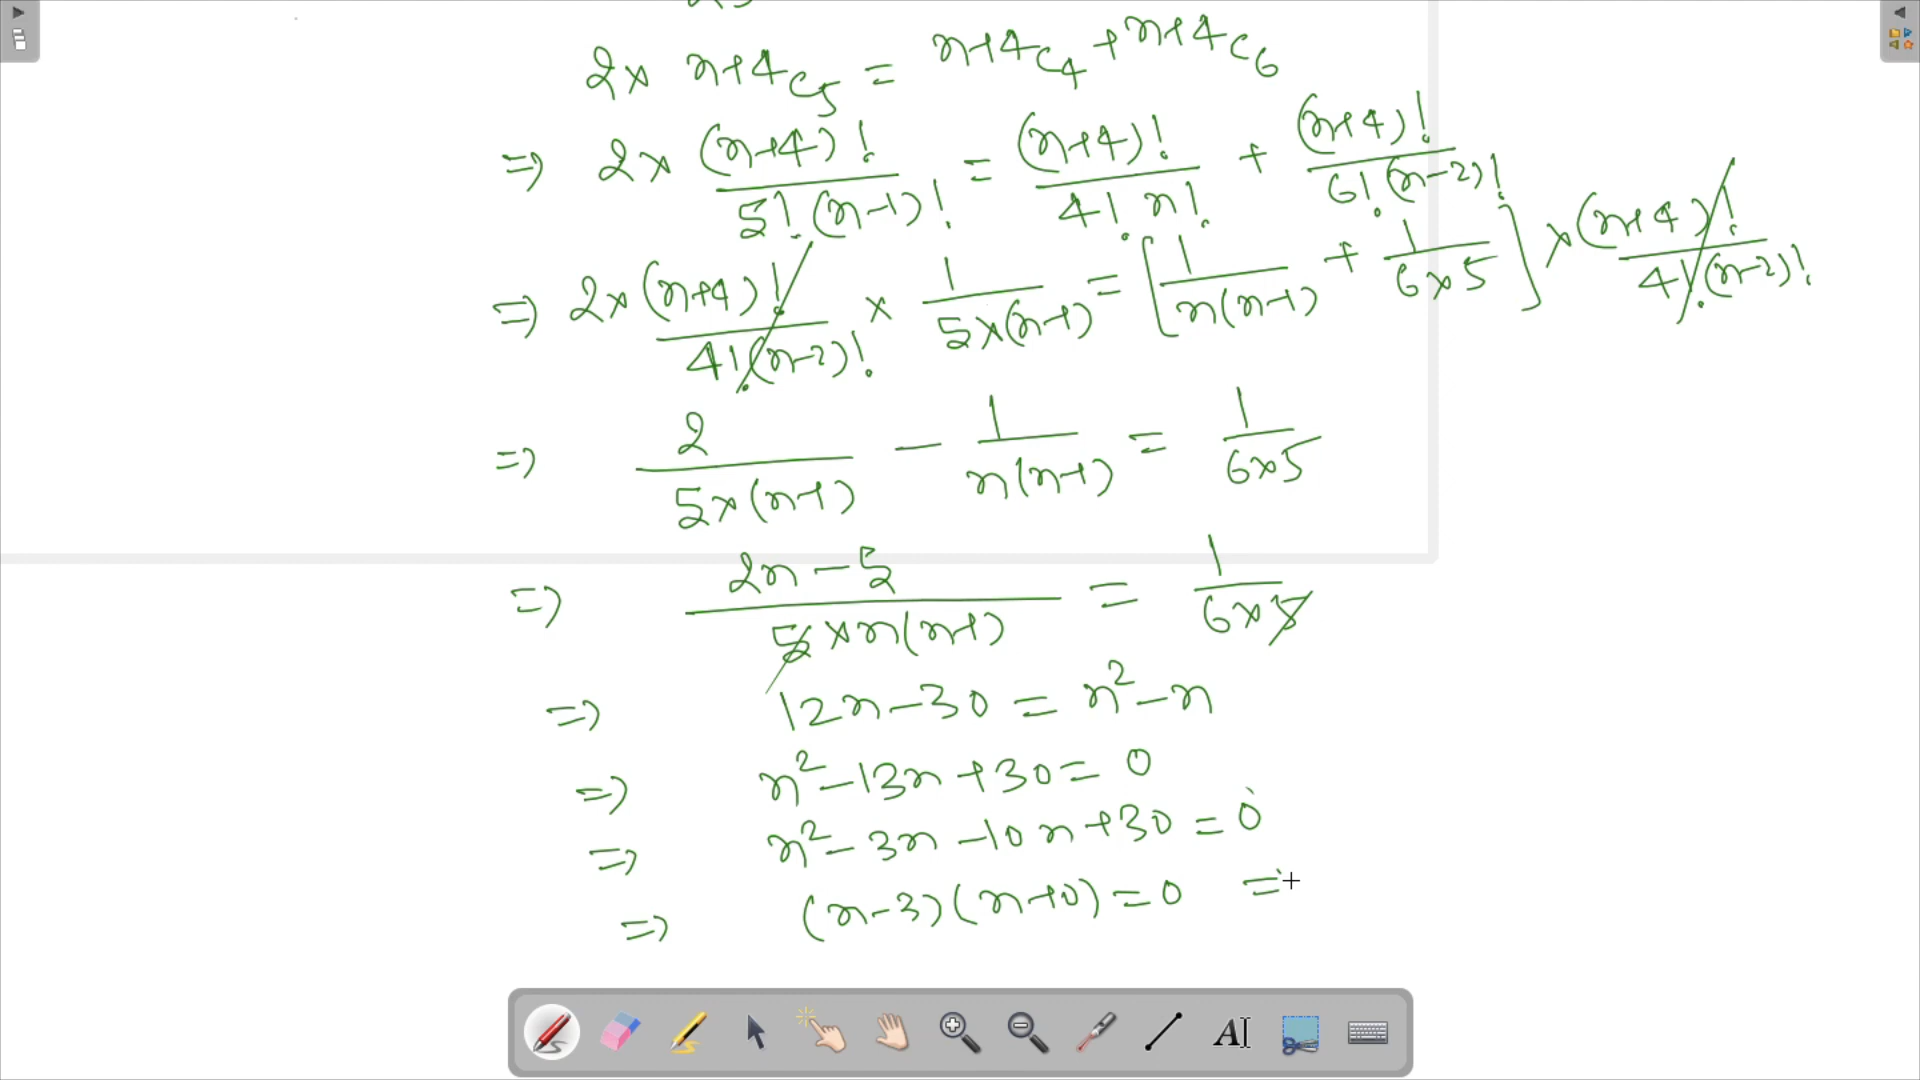 2× n+4C5 = n+4C4 + n+4C6
=> 2× (n+4)!/5!(n-1)! = (n+4)!/4! n! + (n+4)!/6!(n-2)!
=> 2×(n+4)!/4!(n-2)! × 1/5×(n-1) = [1/n(n-1) + 1/6×5] × (n+4)!/4!(n-2)!
=> 2/5×(n-1) - 1/n(n-1) = 1/6×5
=> 2n-5/5×n(n-1) = 1/6×5
=> 12n-30 = n²-n
=> n²-13n+30 = 0
=> n²-3n-10n+30 = 0
=> (n-3)(n-10) = 0 =
AI